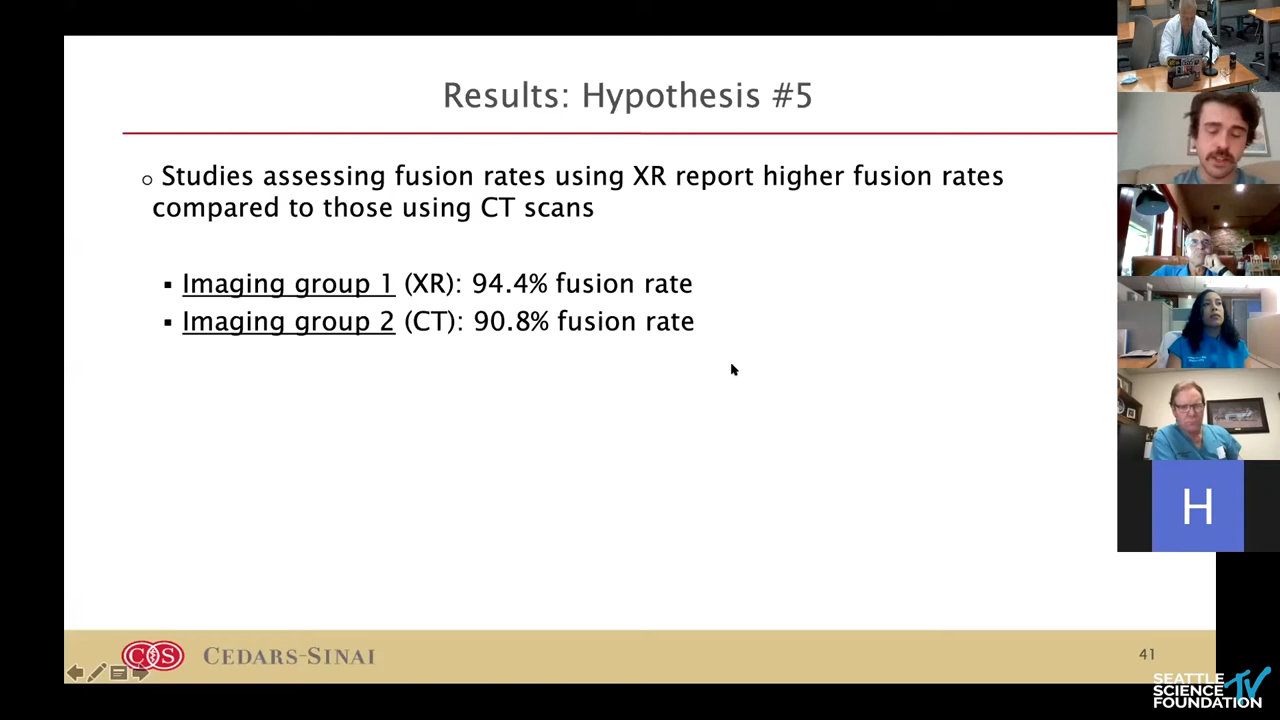 Results: Hypothesis #5
Studies assessing fusion rates using XR report higher fusion rates
compared to those using CT scans
Imaging group 1 (XR): 94.4% fusion rate
Imaging group 2 (CT): 90.8% fusion rate
H
CEDARS-SINAI
41
SEATTLE
SCIENCE
FOUNDATION
TV